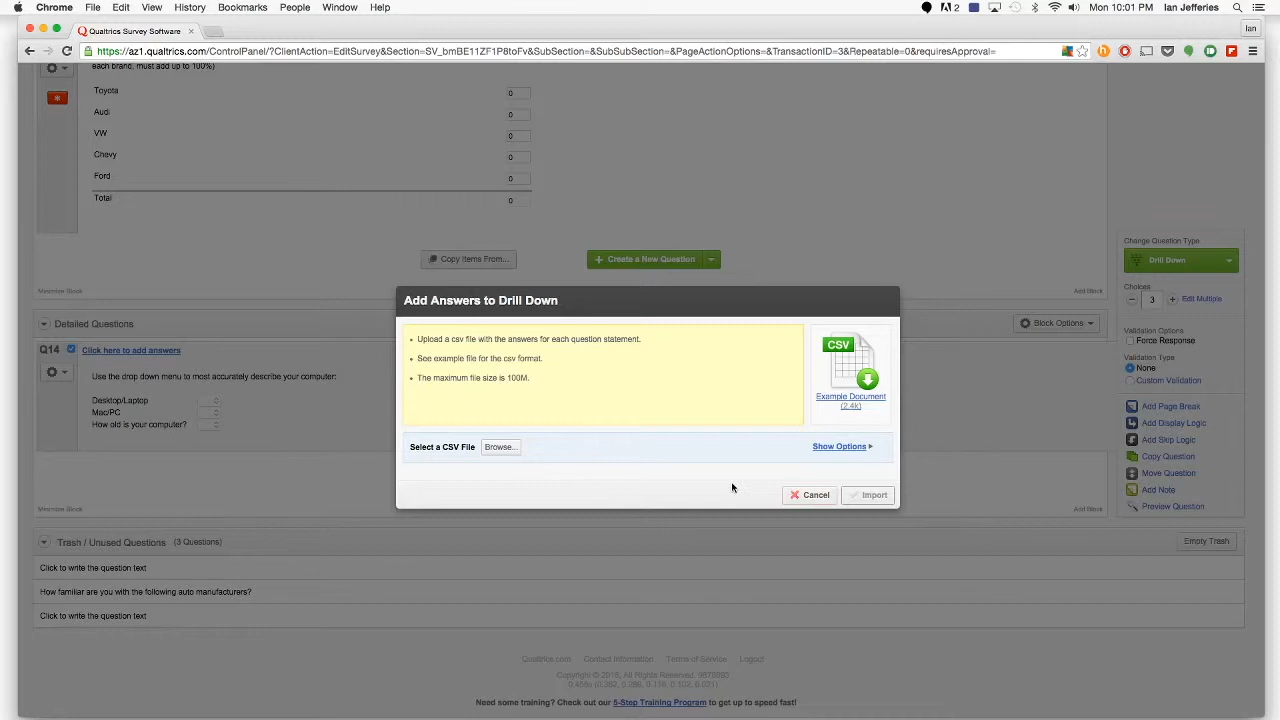 Chrome File Edit View History Bookmarks People Window Help
2 Mon 10:01 PM Ian Jefferies
Qualtrics Survey Software
Ian
https://az1.qualtrics.com/ControlPanel/?ClientAction=EditSurvey&Section=SV_bmBE11ZF1P8toFv&SubSection=&SubSubSection=&PageActionOptions=&TransactionID=3&Repeatable=0&requiresApproval=
each brand, must add up to 100%)
Toyota 0
Audi 0
VW 0
Chevy 0
Ford 0
Total 0
Copy Items From...
Create a New Question
Minimize Block
Add Block
Change Question Type
Drill Down
Choices
3 Edit Multiple
Validation Options
Force Response
Validation Type
None
Custom Validation
Add Page Break
Add Display Logic
Add Skip Logic
Copy Question
Move Question
Add Note
Preview Question
Detailed Questions
Block Options
Q14 Click here to add answers
Use the drop down menu to most accurately describe your computer:
Desktop/Laptop
Mac/PC
How old is your computer?
Minimize Block
Add Block
Add Answers to Drill Down
Upload a csv file with the answers for each question statement.
See example file for the csv format.
The maximum file size is 100M.
CSV
Example Document
(2.4k)
Select a CSV File Browse...
Show Options
Cancel Import
Trash / Unused Questions (3 Questions)
Empty Trash
Click to write the question text
How familiar are you with the following auto manufacturers?
Click to write the question text
Qualtrics.com Contact Information Terms of Service Logout
Need some training? Check out our 5-Step Training Program to get up to speed fast!